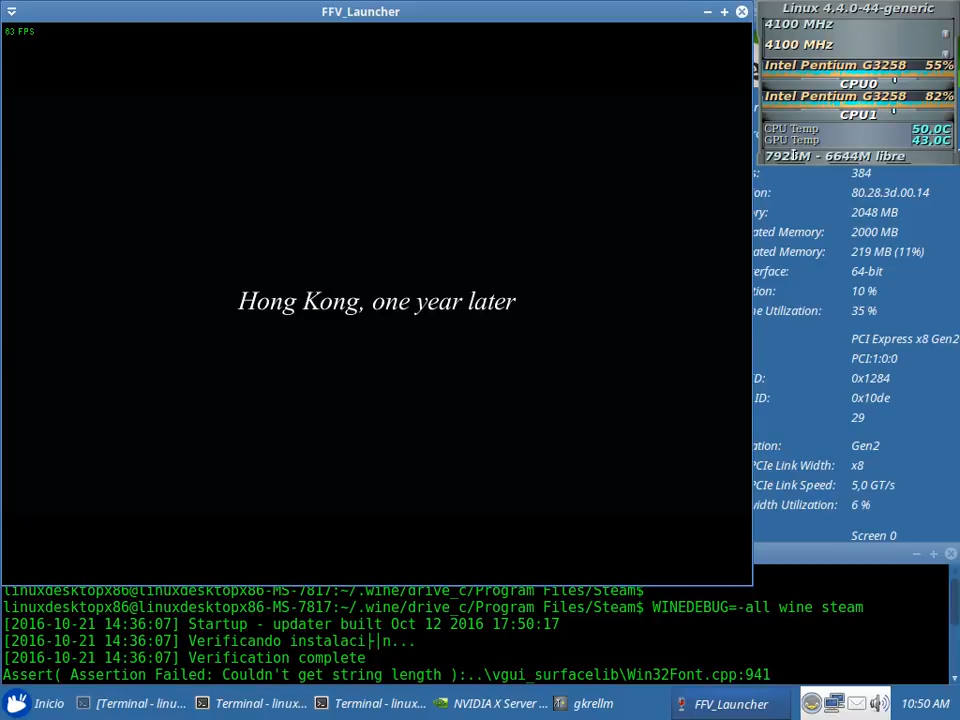 FFV_Launcher
63 FPS
Hong Kong, one year later
Linux 4.4.0-44-generic
4100 MHz
4100 MHz
Intel Pentium G3258 55%
CPU0
Intel Pentium G3258 82%
CPU1
CPU Temp 50,0C
GPU Temp 43,0C
M - 6644M libre
384
80.28.3d.00.14
2048 MB
Memory: 2000 MB
Memory: 219 MB (11%)
64-bit
10 %
Utilization: 35 %
PCI Express x8 Gen2
PCI:1:0:0
ID: 0x1284
ID: 0x10de
29
Gen2
PCIe Link Width: x8
PCIe Link Speed: 5,0 GT/s
Utilization: 6 %
Screen 0
linuxdesktopx86@linuxdesktopx86-MS-7817:~/.wine/drive_c/Program Files/Steam$
linuxdesktopx86@linuxdesktopx86-MS-7817:~/.wine/drive_c/Program Files/Steam$ WINEDEBUG=-all wine steam
[2016-10-21 14:36:07] Startup - updater built Oct 12 2016 17:50:17
[2016-10-21 14:36:07] Verificando instalaci├│n...
[2016-10-21 14:36:07] Verification complete
Assert( Assertion Failed: Couldn't get string length ):..\vgui_surfacelib\Win32Font.cpp:941
Inicio [Terminal - linu... Terminal - linux... Terminal - linux... NVIDIA X Server ... gkrellm FFV_Launcher 10:50 AM